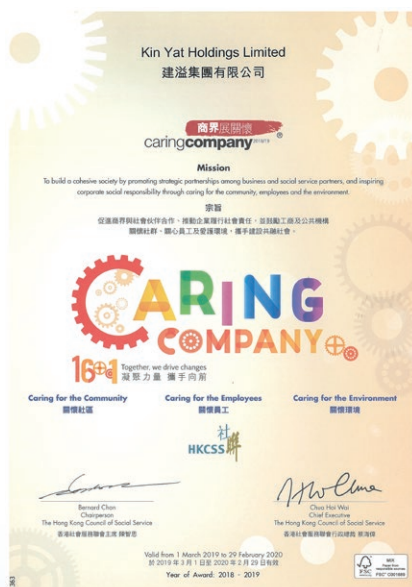 Kin Yat Holdings Limited
建溢集團有限公司
商界展關懷
caringcompany 2018/19 ®
Mission
To build a cohesive society by promoting strategic partnerships among business and social service partners, and inspiring
corporate social responsibility through caring for the community, employees and the environment.
宗旨
促進商界與社會伙伴合作、推動企業履行社會責任，並鼓勵工商及公共機構
關懷社群、關心員工及愛護環境，攜手建設共融社會。
CARING
COMPANY
16+1 Together, we drive changes
凝聚力量 攜手向前
Caring for the Community Caring for the Employees Caring for the Environment
關懷社區 關懷員工 關懷環境
HKCSS 社聯
Bernard Chan Chua Hoi Wai
Chairperson Chief Executive
The Hong Kong Council of Social Service The Hong Kong Council of Social Service
香港社會服務聯會主席 陳智思 香港社會服務聯會行政總裁 蔡海偉
Valid from 1 March 2019 to 29 February 2020
於 2019 年 3 月 1 日至 2020 年 2 月 29 日有效
Year of Award: 2018 - 2019
363
FSC
MIX